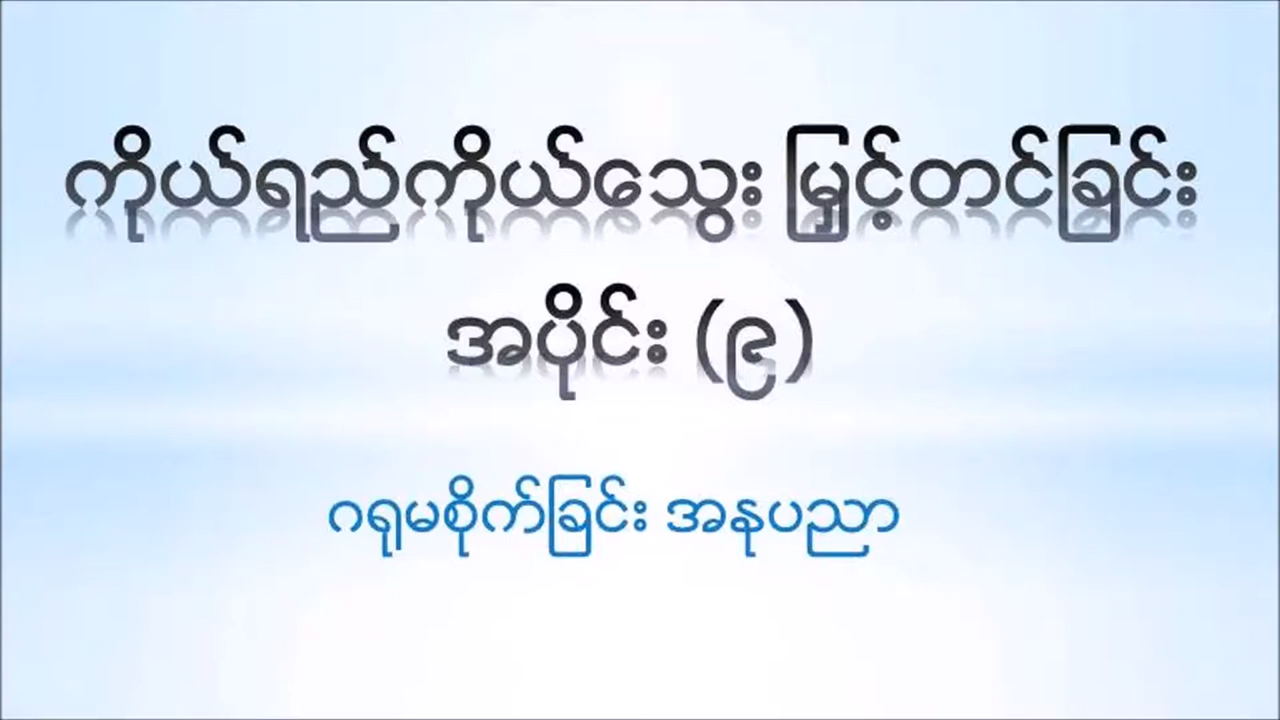 ကိုယ်ရည်ကိုယ်သွေး မြှင့်တင်ခြင်း
အပိုင်း (၉)
ဂရုမစိုက်ခြင်း အနုပညာ